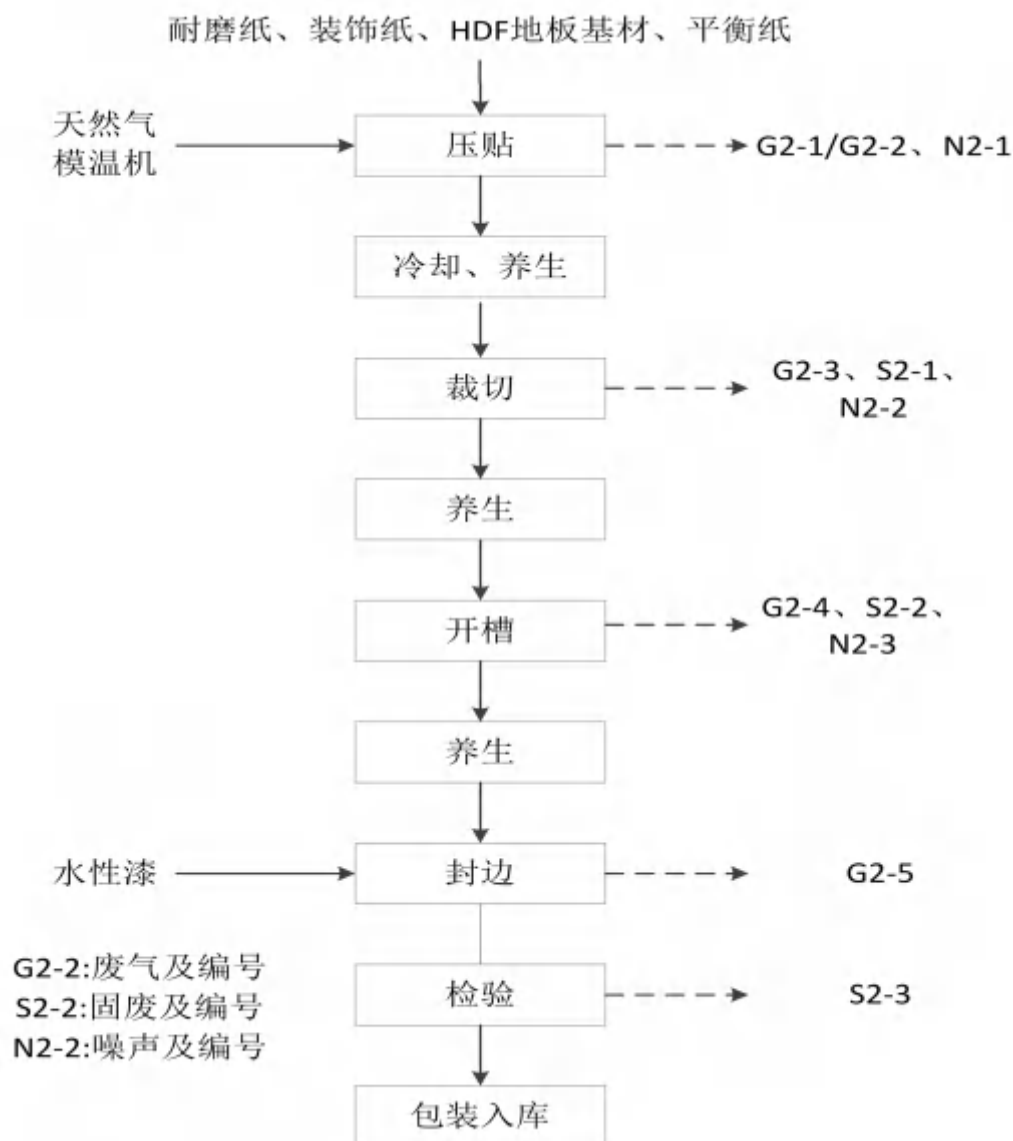 耐磨纸、装饰纸、HDF地板基材、平衡纸
天然气
模温机
压贴
G2-1/G2-2、N2-1
冷却、养生
裁切
G2-3、S2-1、
N2-2
养生
开槽
G2-4、S2-2、
N2-3
养生
水性漆
封边
G2-5
G2-2:废气及编号
S2-2:固废及编号
N2-2:噪声及编号
检验
S2-3
包装入库